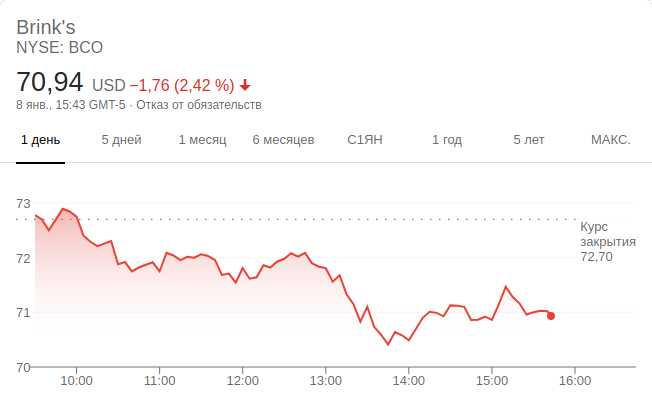 Brink's
NYSE: BCO
70,94 USD −1,76 (2,42 %)
8 янв., 15:43 GMT-5 · Отказ от обязательств
1 день 5 дней 1 месяц 6 месяцев С1ЯН 1 год 5 лет МАКС.
73
Курс
закрытия
72,70
72
71
70
10:00 11:00 12:00 13:00 14:00 15:00 16:00